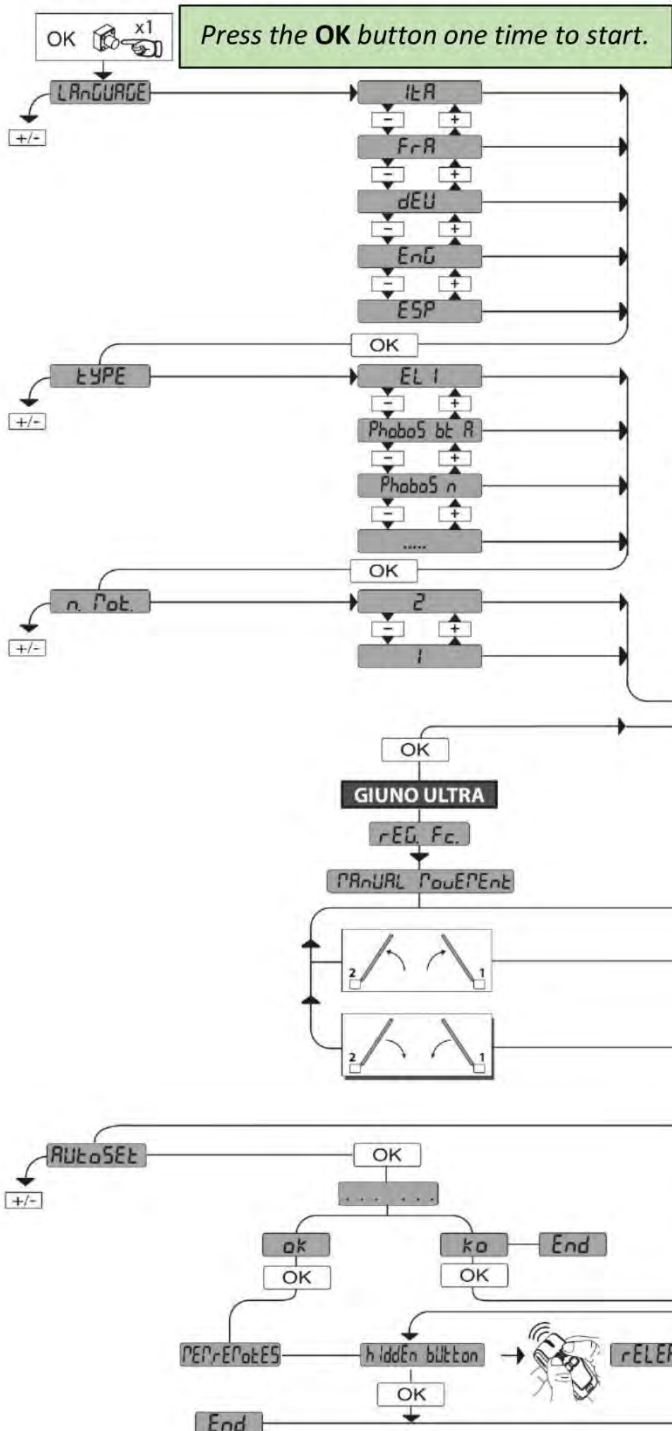 OK x1
Press the OK button one time to start.
LAnGUAGE
+/-
ItA
- +
FrA
- +
dEU
- +
EnG
- +
ESP
OK
tYPE
+/-
EL I
- +
PhoboS bt A
- +
PhoboS n
- +
.....
OK
n. Mot.
+/-
2
- +
1
OK
GIUNO ULTRA
rEG. Fc.
MAnUAL MovEMEnt
2 1
2 1
AUtoSEt
OK
+/-
... ...
ok ko End
OK OK
MEM,rEMotES hIddEn bUtton
OK
End